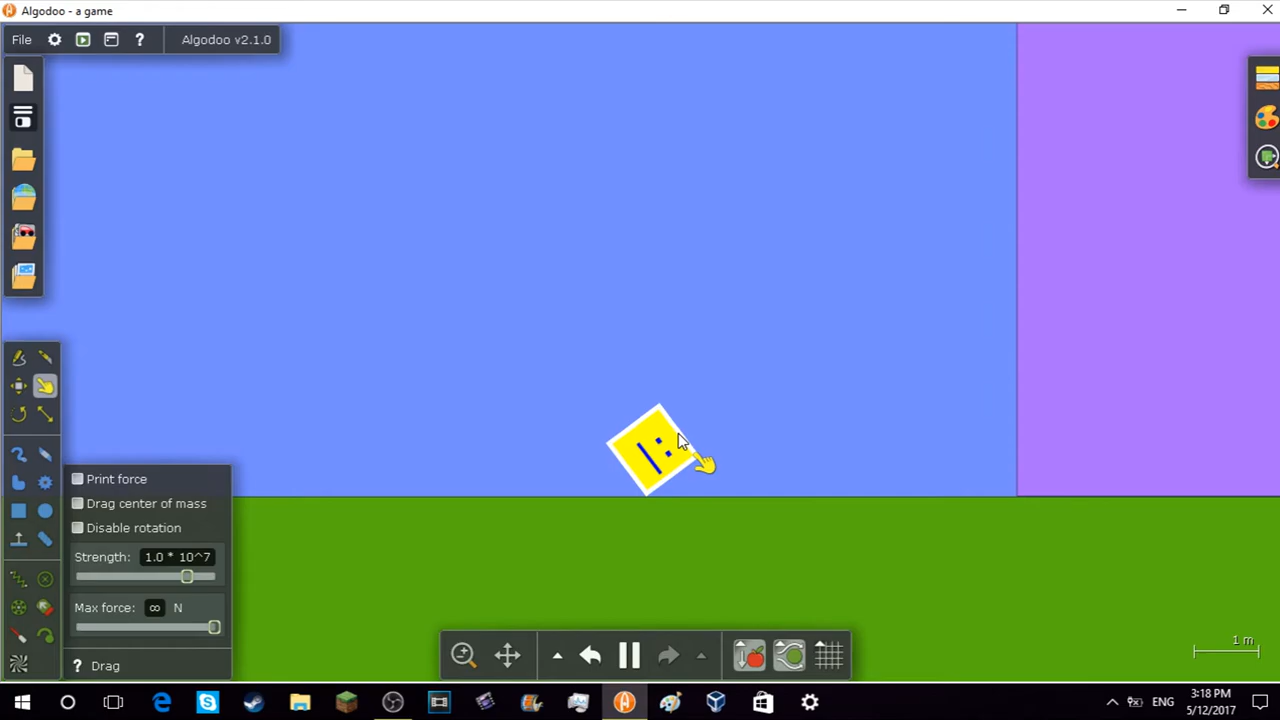 Algodoo - a game
File ? Algodoo v2.1.0
|:
Print force
Drag center of mass
Disable rotation
Strength: 1.0 * 10^7
Max force: ∞ N
? Drag
1 m
ENG
3:18 PM
5/12/2017